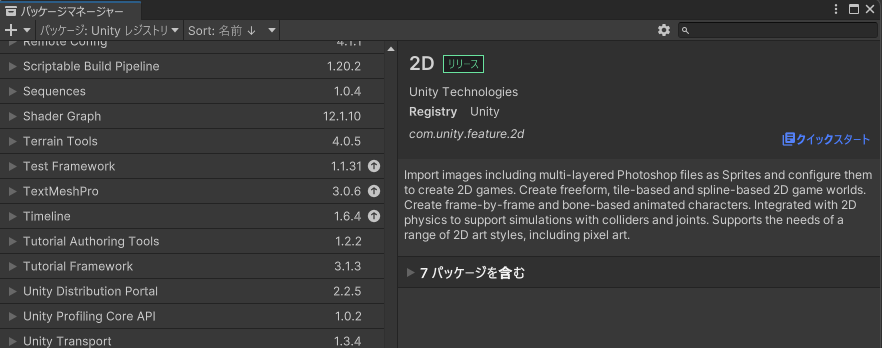 パッケージマネージャー
パッケージ: Unity レジストリ Sort: 名前 ↓
Remote Config 4.1.1
Scriptable Build Pipeline 1.20.2
Sequences 1.0.4
Shader Graph 12.1.10
Terrain Tools 4.0.5
Test Framework 1.1.31
TextMeshPro 3.0.6
Timeline 1.6.4
Tutorial Authoring Tools 1.2.2
Tutorial Framework 3.1.3
Unity Distribution Portal 2.2.5
Unity Profiling Core API 1.0.2
Unity Transport 1.3.4
2D リリース
Unity Technologies
Registry Unity
com.unity.feature.2d
クイックスタート
Import images including multi-layered Photoshop files as Sprites and configure them
to create 2D games. Create freeform, tile-based and spline-based 2D game worlds.
Create frame-by-frame and bone-based animated characters. Integrated with 2D
physics to support simulations with colliders and joints. Supports the needs of a
range of 2D art styles, including pixel art.
7 パッケージを含む